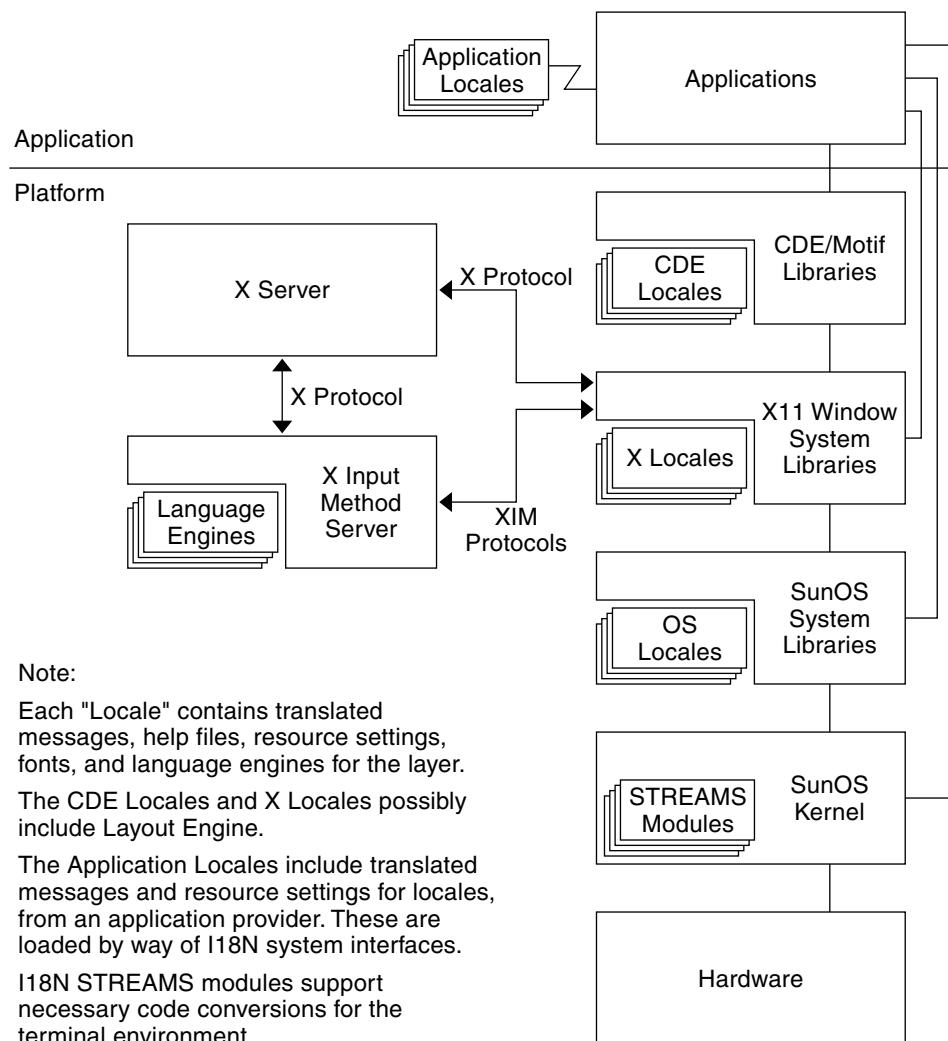 Application
Locales
Applications
Application
Platform
X Server
X Protocol
CDE/Motif
Libraries
CDE
Locales
X Protocol
X11 Window
System
Libraries
X Locales
X Input
Method
Server
Language
Engines
XIM
Protocols
SunOS
System
Libraries
OS
Locales
Note:
Each "Locale" contains translated
messages, help files, resource settings,
fonts, and language engines for the layer.
The CDE Locales and X Locales possibly
include Layout Engine.
The Application Locales include translated
messages and resource settings for locales,
from an application provider. These are
loaded by way of I18N system interfaces.
I18N STREAMS modules support
necessary code conversions for the
terminal environment
STREAMS
Modules
SunOS
Kernel
Hardware